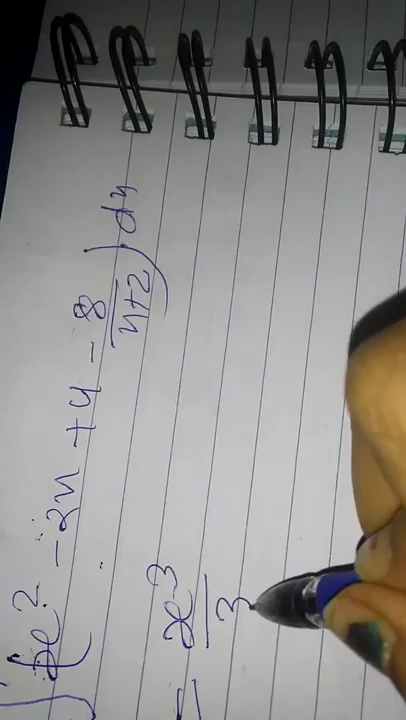 ∫(x² - 2x + 4 - 8/(x+2)) dx
= x³/3